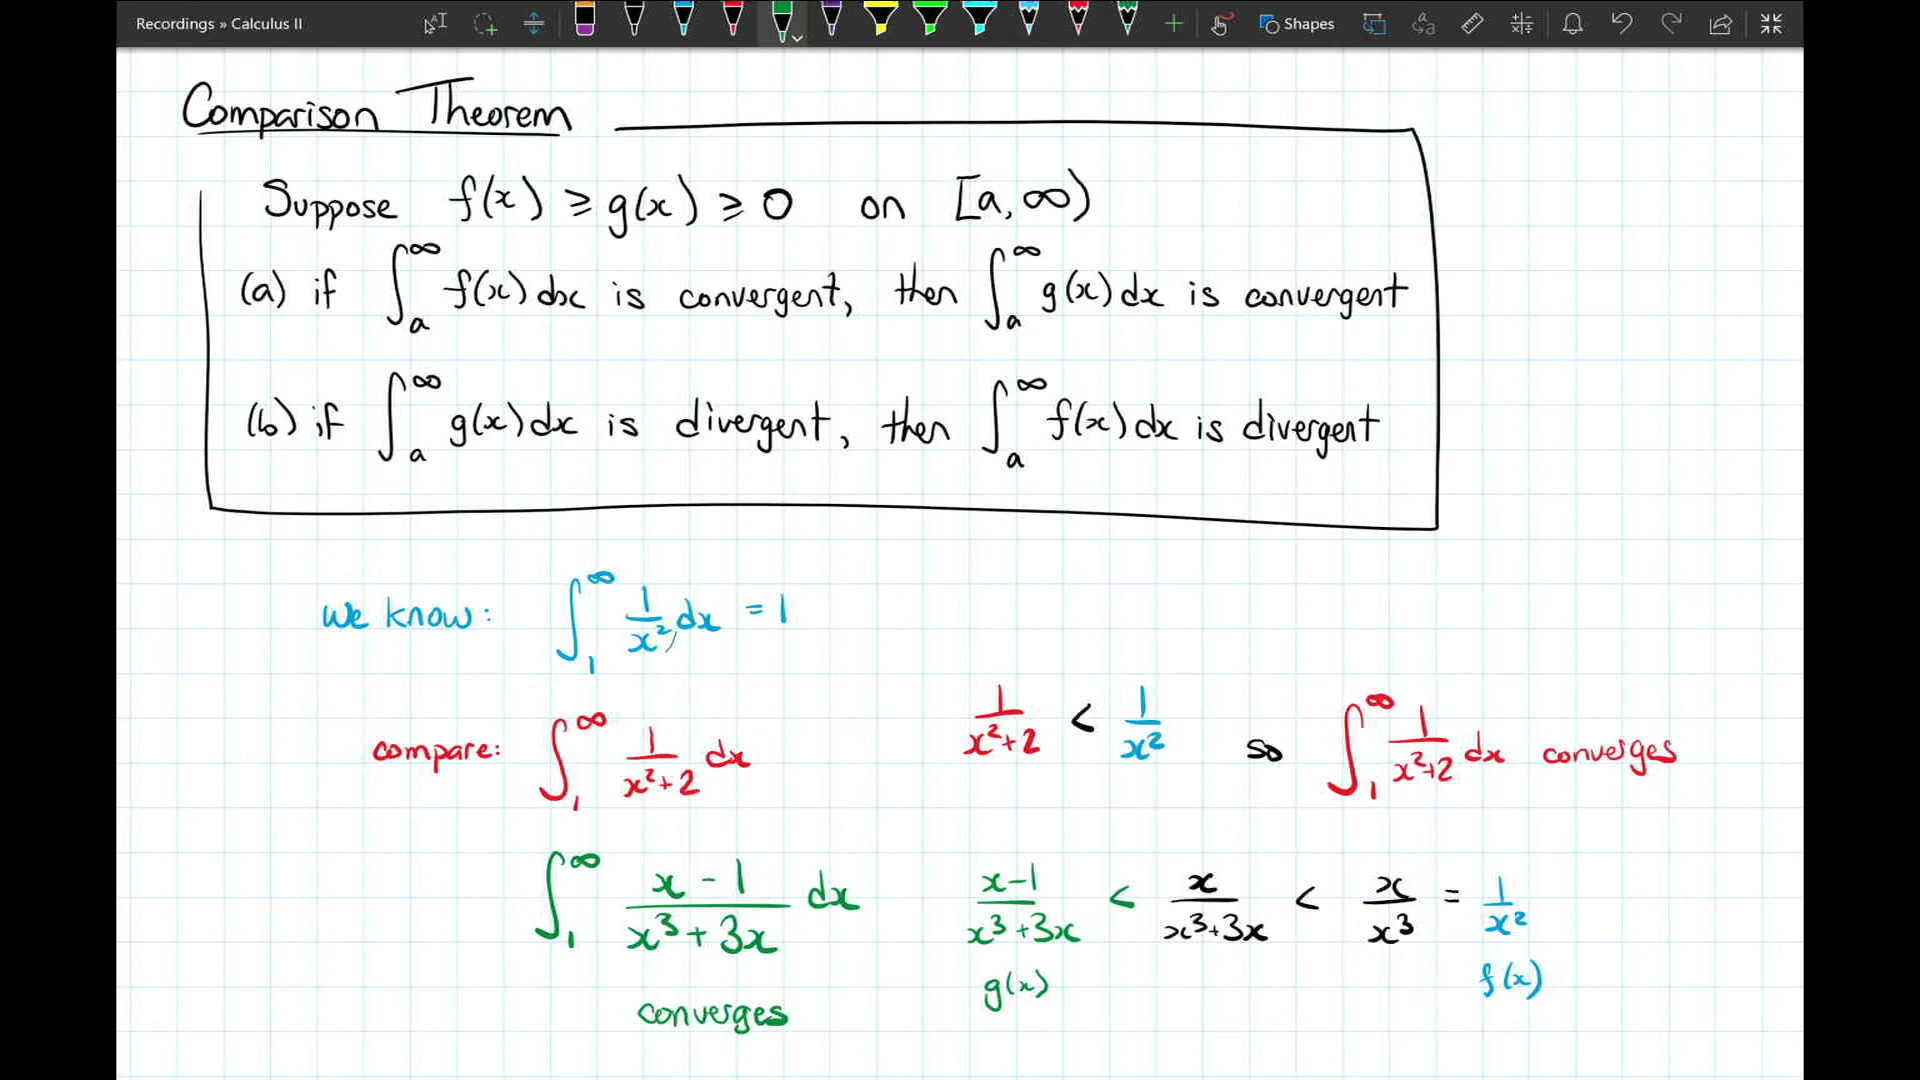 Recordings » Calculus II
Shapes
Comparison Theorem
Suppose f(x) ⩾ g(x) ⩾ 0 on [a, ∞)
(a) if ∫_a^∞ f(x) dx is convergent, then ∫_a^∞ g(x) dx is convergent
(b) if ∫_a^∞ g(x) dx is divergent, then ∫_a^∞ f(x) dx is divergent
We know: ∫_1^∞ 1/x² dx = 1
compare: ∫_1^∞ 1/(x²+2) dx 1/(x²+2) < 1/x² so ∫_1^∞ 1/(x²+2) dx converges
∫_1^∞ (x-1)/(x³+3x) dx (x-1)/(x³+3x) < x/(x³+3x) < x/x³ = 1/x²
g(x) f(x)
converges